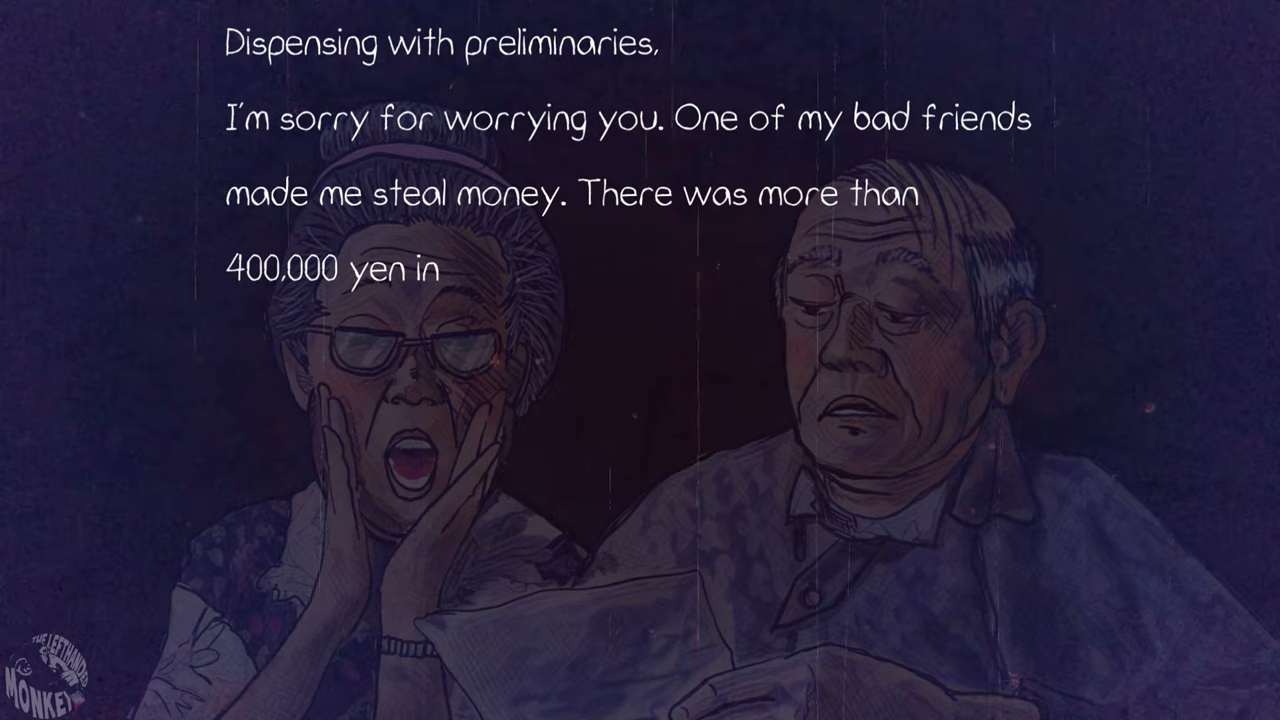 Dispensing with preliminaries,
I'm sorry for worrying you. One of my bad friends
made me steal money. There was more than
400,000 yen in
THE LEFTHANDED
MONKEY